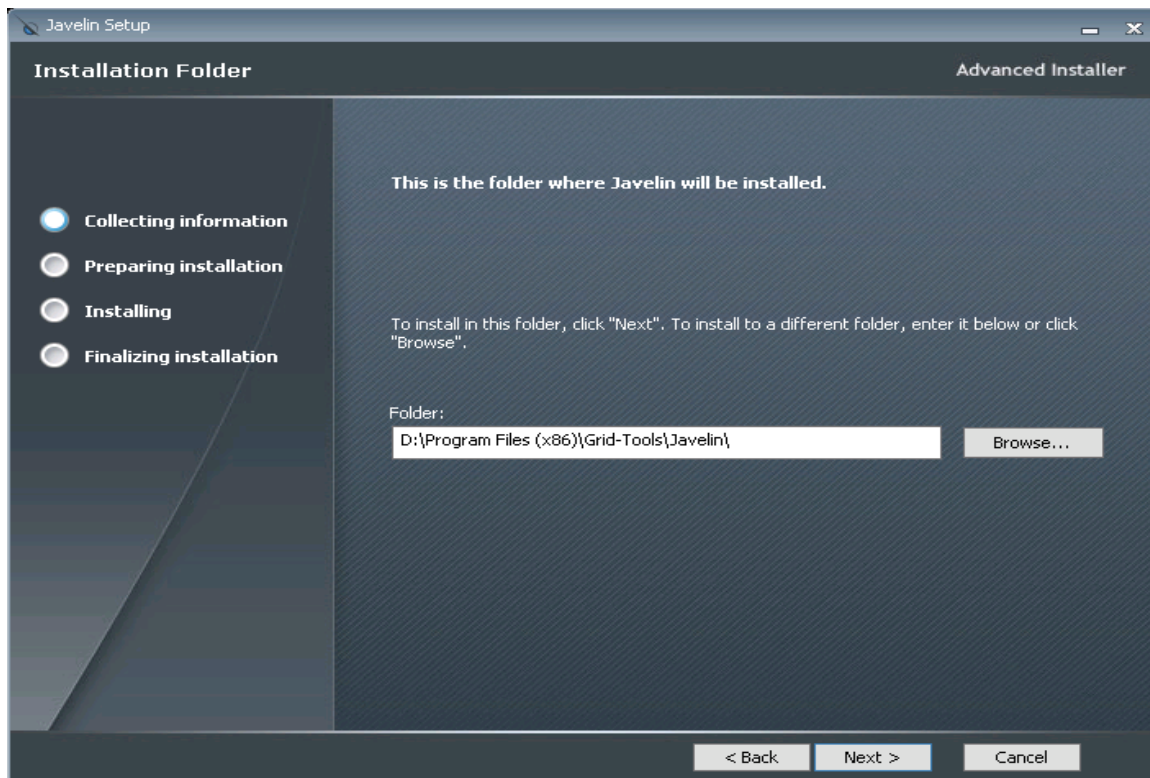 Javelin Setup
Installation Folder
Advanced Installer
Collecting information
Preparing installation
Installing
Finalizing installation
This is the folder where Javelin will be installed.
To install in this folder, click "Next". To install to a different folder, enter it below or click
"Browse".
Folder:
D:\Program Files (x86)\Grid-Tools\Javelin\
Browse...
< Back
Next >
Cancel